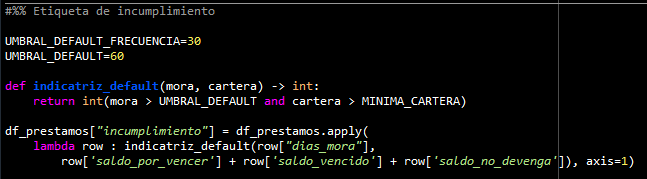 #%% Etiqueta de incumplimiento
UMBRAL_DEFAULT_FRECUENCIA=30
UMBRAL_DEFAULT=60
def indicatriz_default(mora, cartera) -> int:
    return int(mora > UMBRAL_DEFAULT and cartera > MINIMA_CARTERA)
df_prestamos["incumplimiento"] = df_prestamos.apply(
    lambda row : indicatriz_default(row["dias_mora"],
        row['saldo_por_vencer'] + row['saldo_vencido'] + row['saldo_no_devenga']), axis=1)